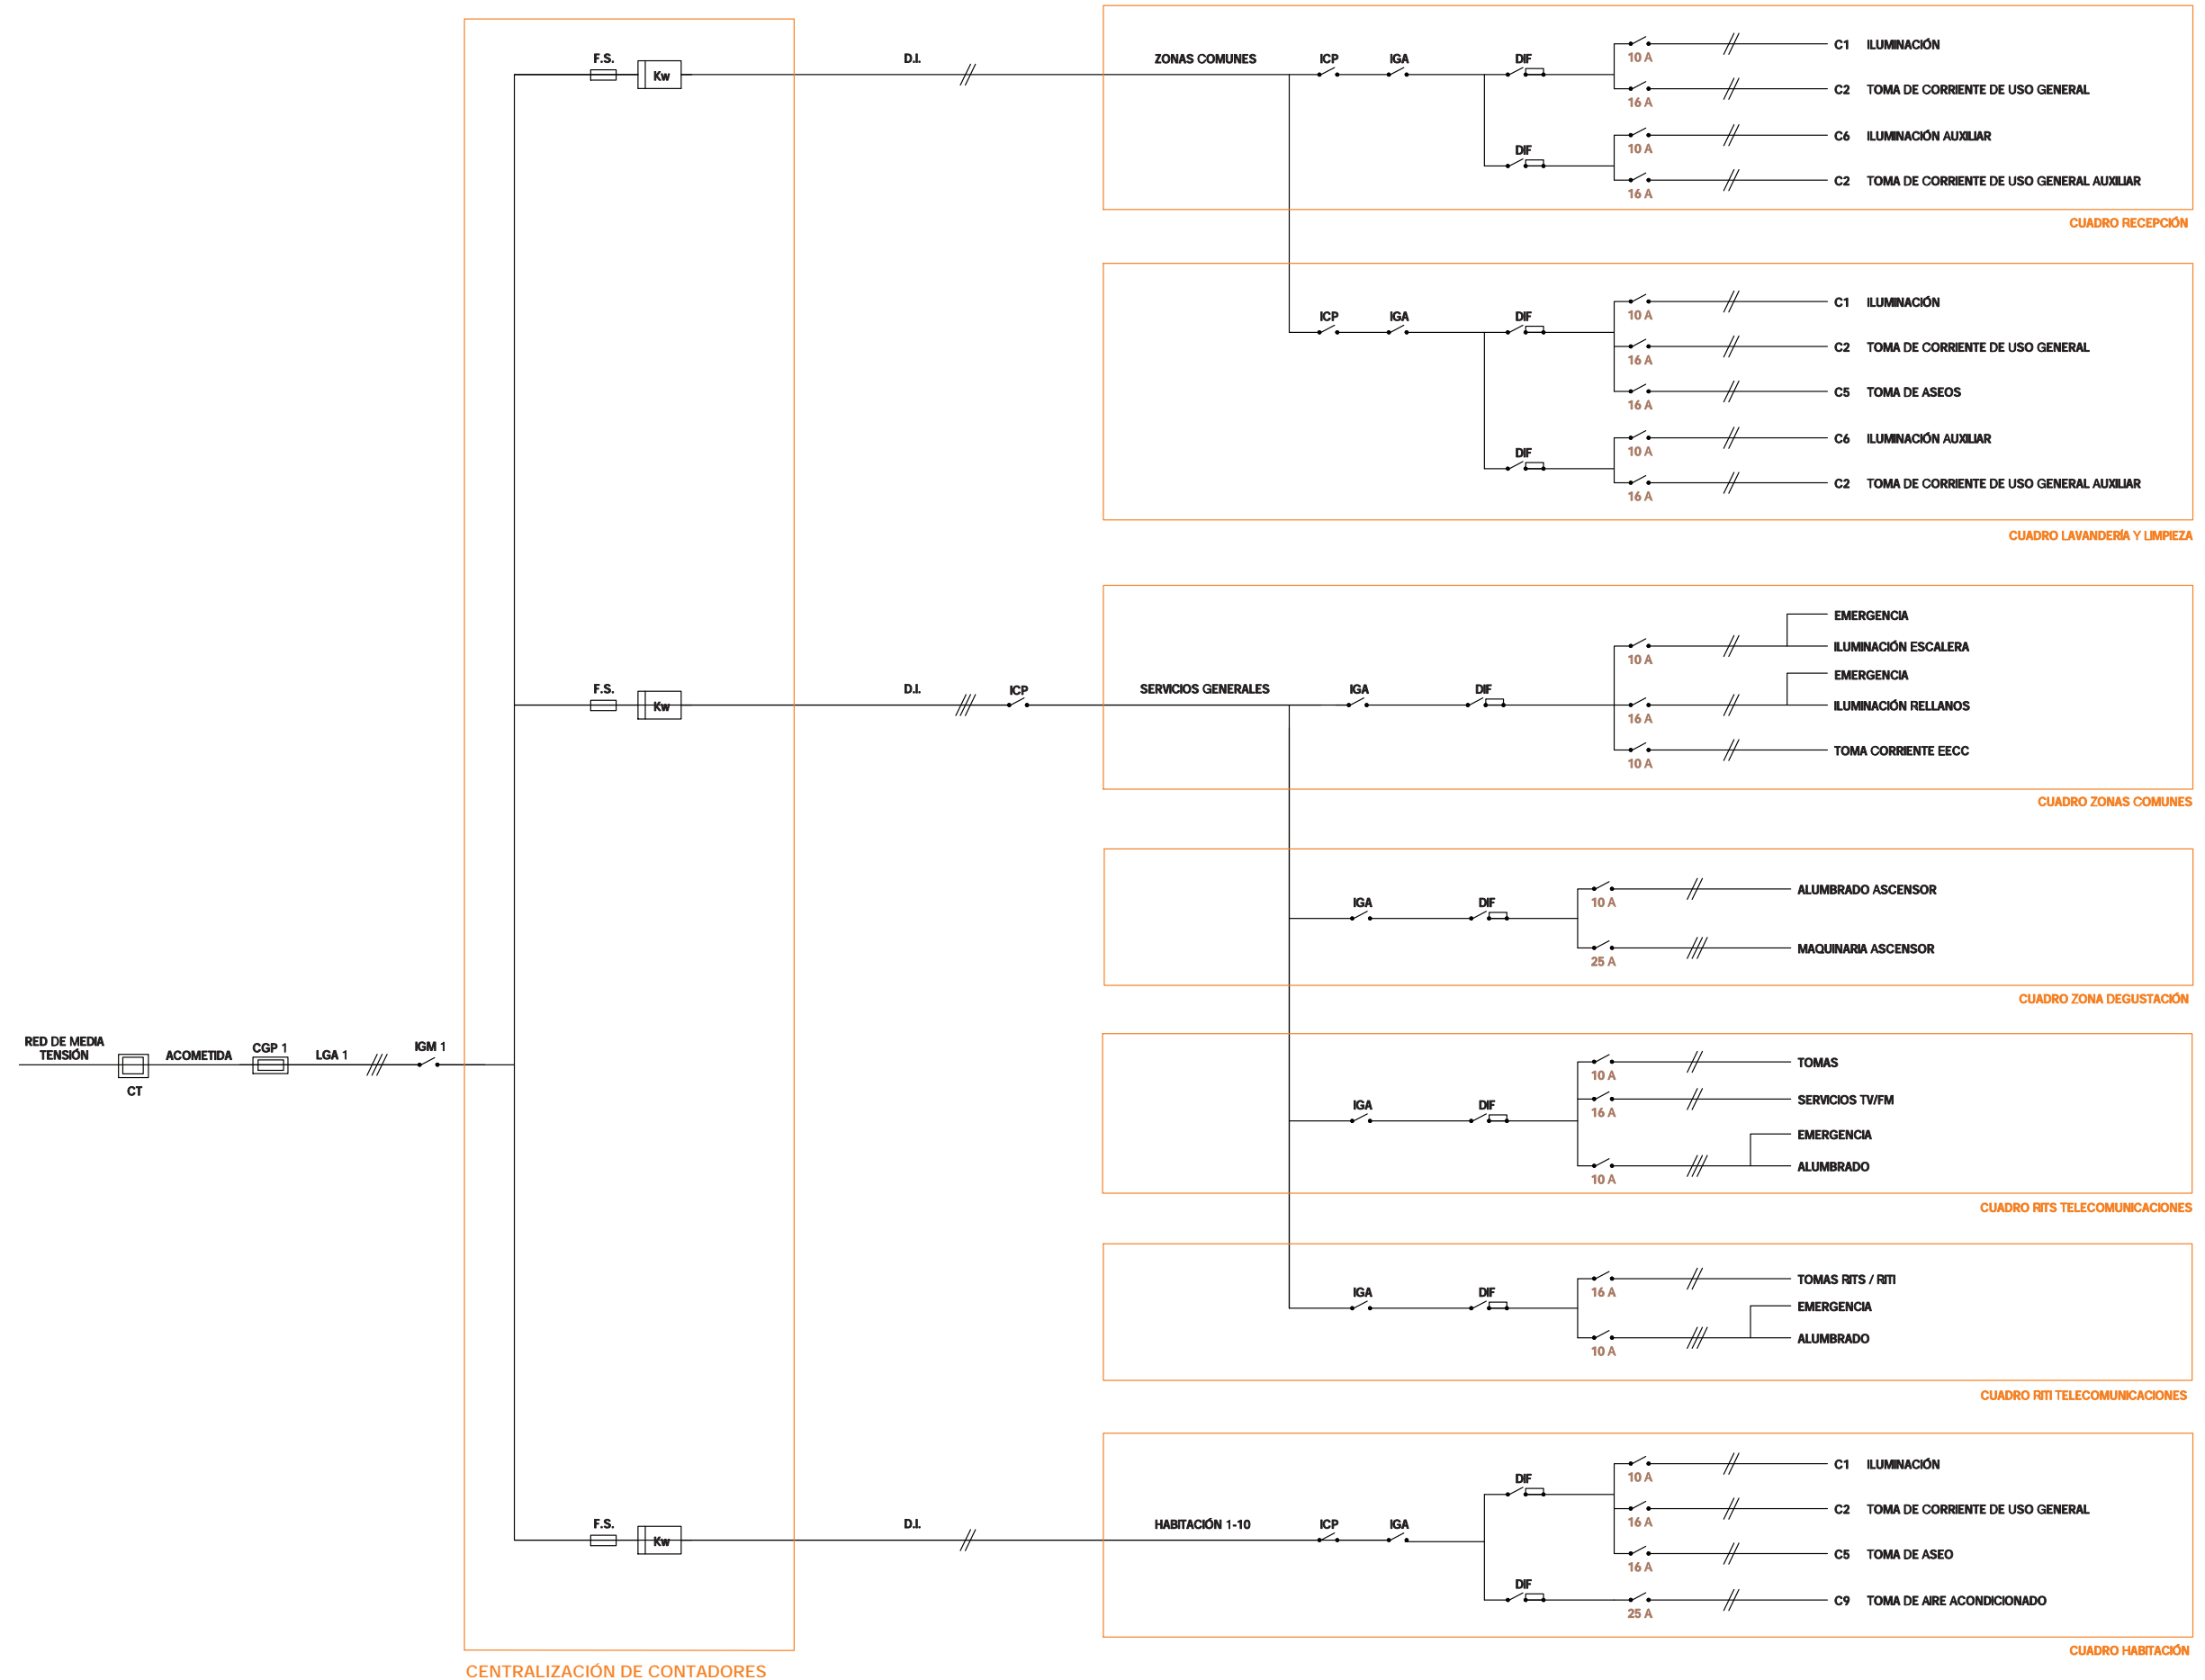 F.S.
Kw
D.I.
ZONAS COMUNES
ICP
IGA
DIF
10 A
C1 ILUMINACIÓN
16 A
C2 TOMA DE CORRIENTE DE USO GENERAL
DIF
10 A
C6 ILUMINACIÓN AUXILIAR
16 A
C2 TOMA DE CORRIENTE DE USO GENERAL AUXILIAR
CUADRO RECEPCIÓN
ICP
IGA
DIF
10 A
C1 ILUMINACIÓN
16 A
C2 TOMA DE CORRIENTE DE USO GENERAL
16 A
C5 TOMA DE ASEOS
DIF
10 A
C6 ILUMINACIÓN AUXILIAR
16 A
C2 TOMA DE CORRIENTE DE USO GENERAL AUXILIAR
CUADRO LAVANDERÍA Y LIMPIEZA
F.S.
Kw
D.I.
ICP
SERVICIOS GENERALES
IGA
DIF
EMERGENCIA
10 A
ILUMINACIÓN ESCALERA
EMERGENCIA
16 A
ILUMINACIÓN RELLANOS
10 A
TOMA CORRIENTE EECC
CUADRO ZONAS COMUNES
IGA
DIF
10 A
ALUMBRADO ASCENSOR
25 A
MAQUINARIA ASCENSOR
CUADRO ZONA DEGUSTACIÓN
RED DE MEDIA
TENSIÓN
CT
ACOMETIDA
CGP 1
LGA 1
IGM 1
IGA
DIF
10 A
TOMAS
16 A
SERVICIOS TV/FM
EMERGENCIA
10 A
ALUMBRADO
CUADRO RITS TELECOMUNICACIONES
IGA
DIF
16 A
TOMAS RITS / RITI
EMERGENCIA
10 A
ALUMBRADO
CUADRO RITI TELECOMUNICACIONES
F.S.
Kw
D.I.
HABITACIÓN 1-10
ICP
IGA
DIF
10 A
C1 ILUMINACIÓN
16 A
C2 TOMA DE CORRIENTE DE USO GENERAL
16 A
C5 TOMA DE ASEO
DIF
25 A
C9 TOMA DE AIRE ACONDICIONADO
CUADRO HABITACIÓN
CENTRALIZACIÓN DE CONTADORES